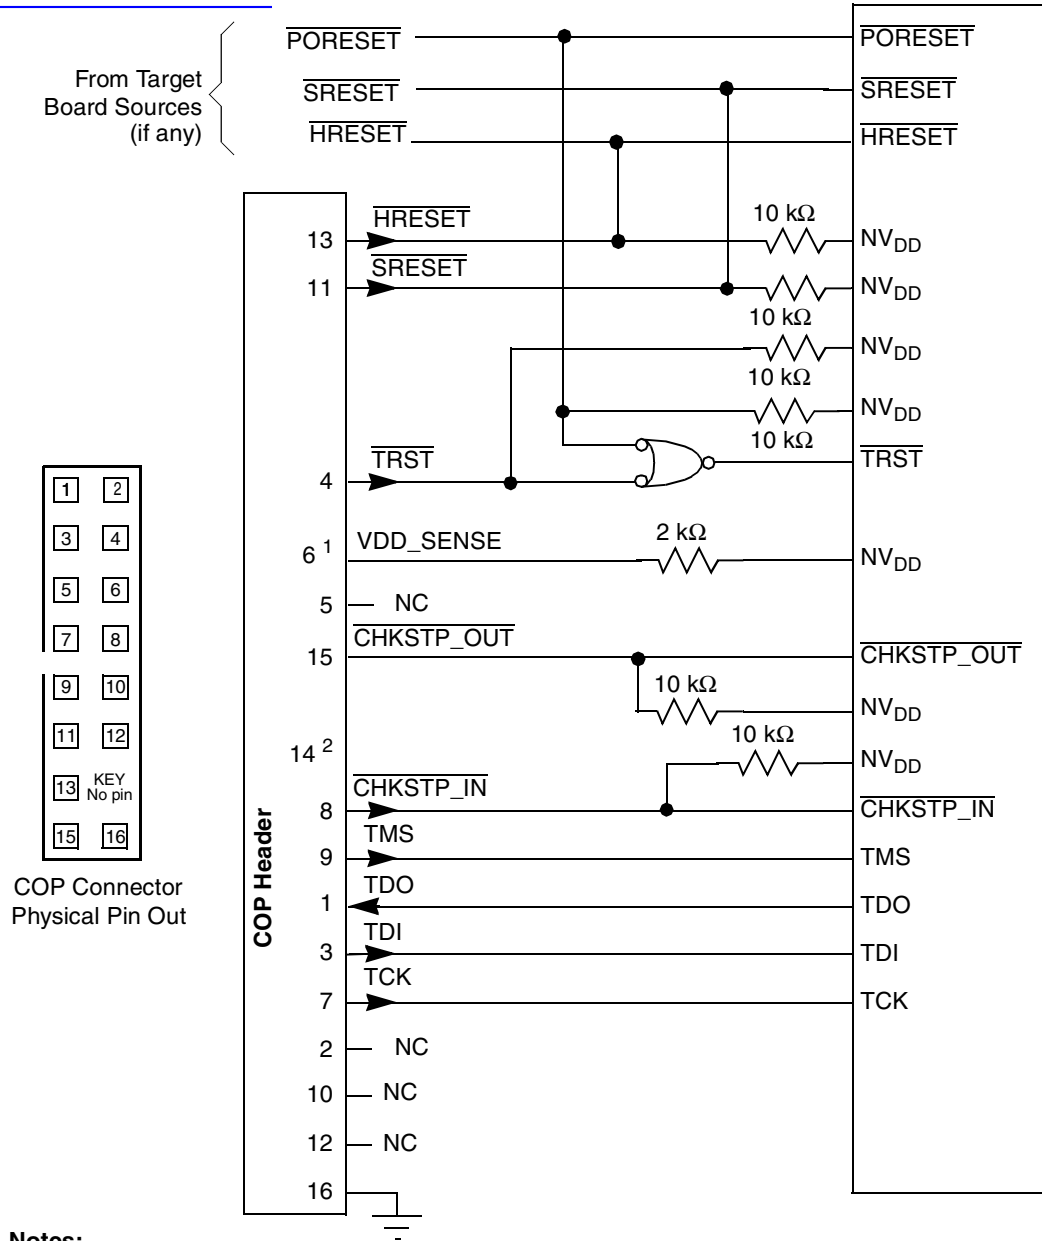 PORESET
PORESET
From Target
Board Sources
(if any)
SRESET
SRESET
HRESET
HRESET
13
HRESET
10 kΩ
NVDD
11
SRESET
10 kΩ
NVDD
10 kΩ
NVDD
10 kΩ
NVDD
4
TRST
TRST
6 1
VDD_SENSE
2 kΩ
NVDD
5
NC
15
CHKSTP_OUT
CHKSTP_OUT
10 kΩ
NVDD
14 2
10 kΩ
NVDD
8
CHKSTP_IN
CHKSTP_IN
9
TMS
TMS
1
TDO
TDO
3
TDI
TDI
7
TCK
TCK
2
NC
10
NC
12
NC
16
COP Header
1 2
3 4
5 6
7 8
9 10
11 12
13 KEY
No pin
15 16
COP Connector
Physical Pin Out
Notes: